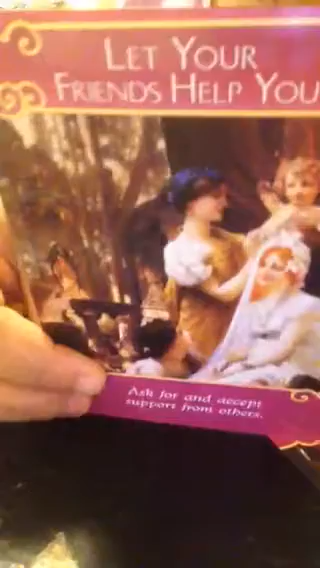 LET YOUR
FRIENDS HELP YOU
Ask for and accept
support from others.